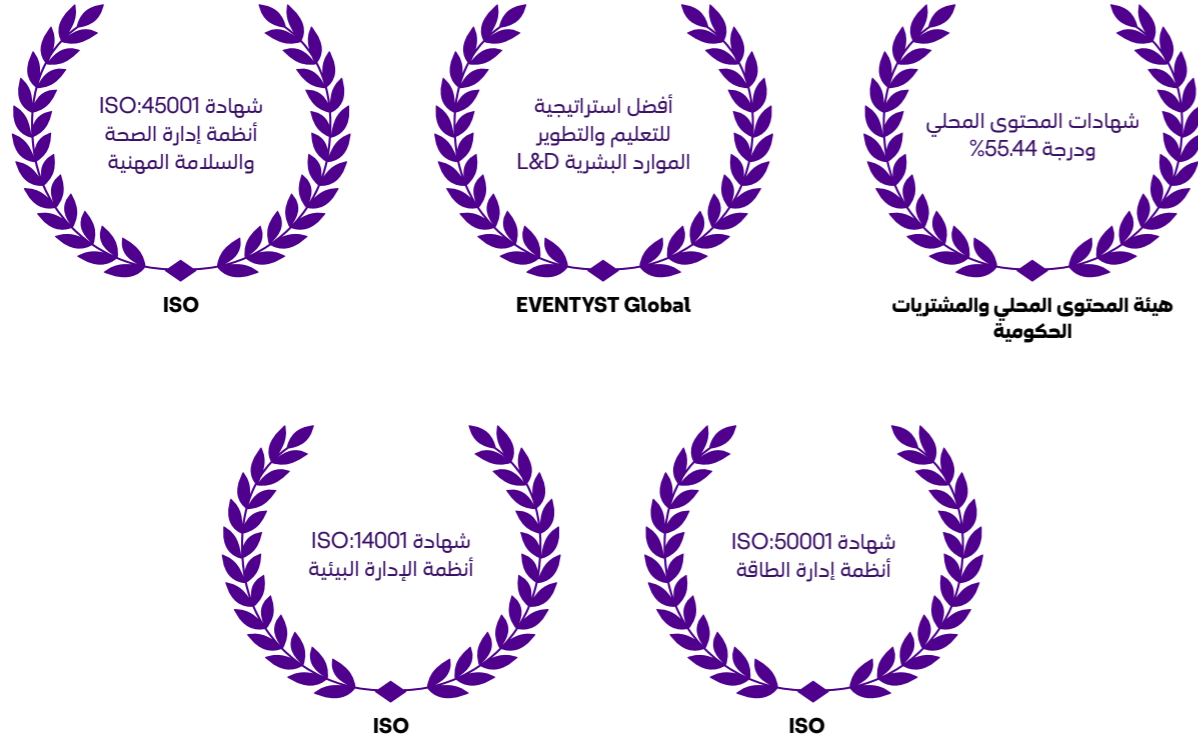 شهادات المحتوى المحلي
ودرجة 55.44%
هيئة المحتوى المحلي والمشتريات
الحكومية
أفضل استراتيجية
للتعليم والتطوير
الموارد البشرية L&D
EVENTYST Global
شهادة ISO:45001
أنظمة إدارة الصحة
والسلامة المهنية
ISO
شهادة ISO:50001
أنظمة إدارة الطاقة
ISO
شهادة ISO:14001
أنظمة الإدارة البيئية
ISO